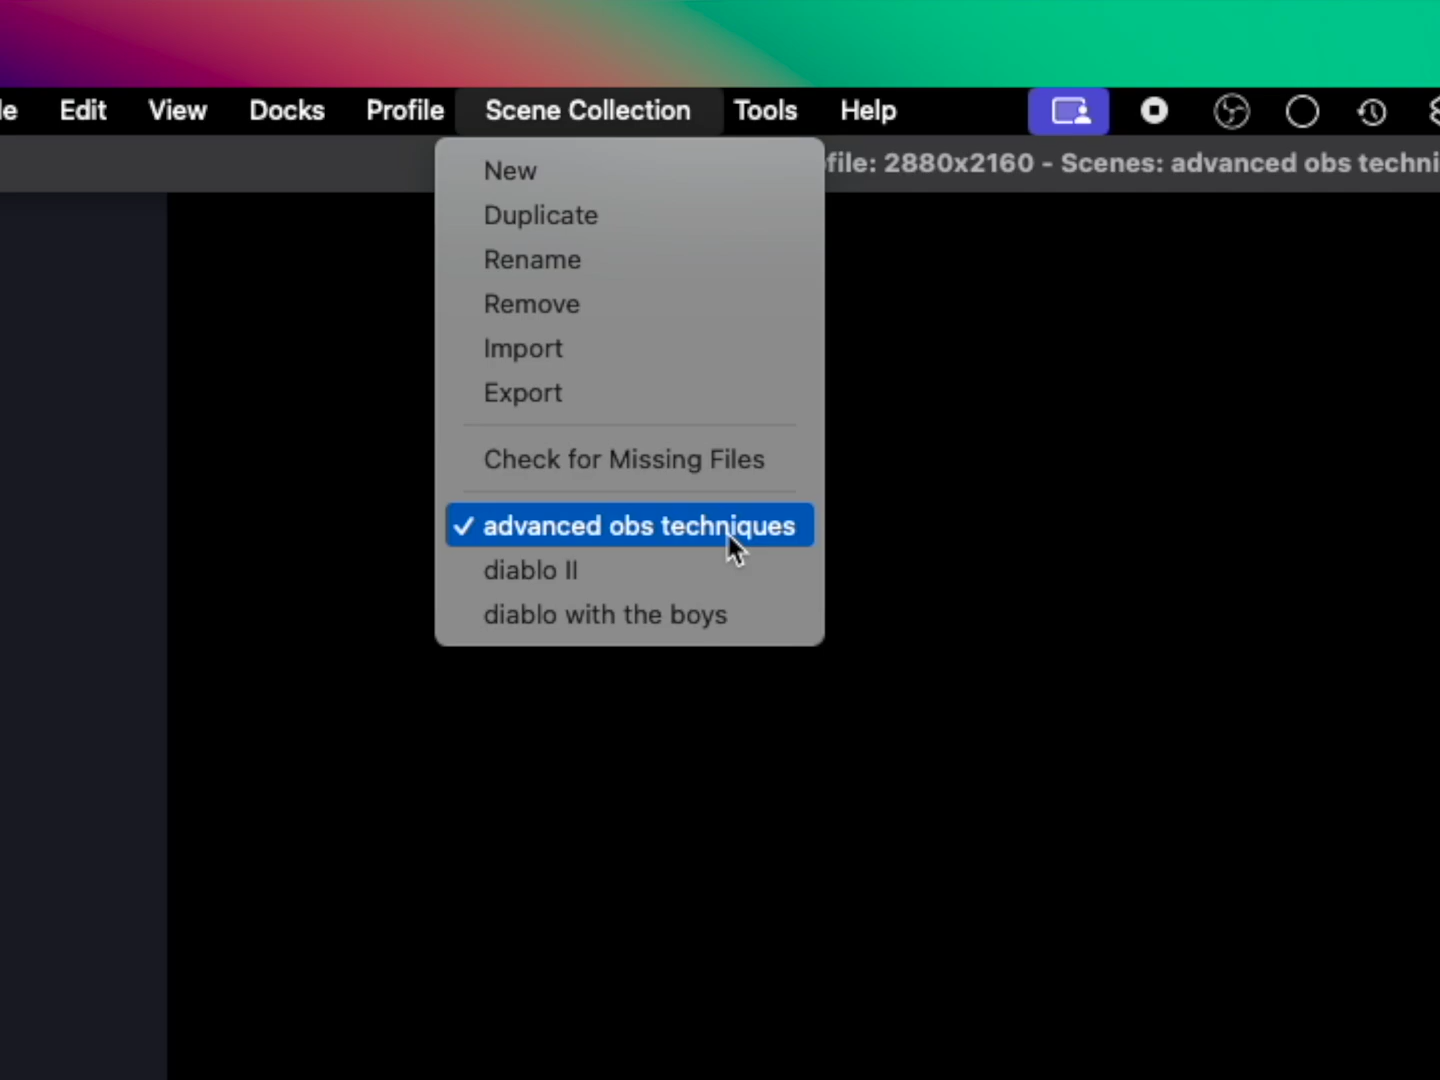 le Edit View Docks Profile Scene Collection Tools Help
file: 2880x2160 - Scenes: advanced obs techni
New
Duplicate
Rename
Remove
Import
Export
Check for Missing Files
advanced obs techniques
diablo II
diablo with the boys